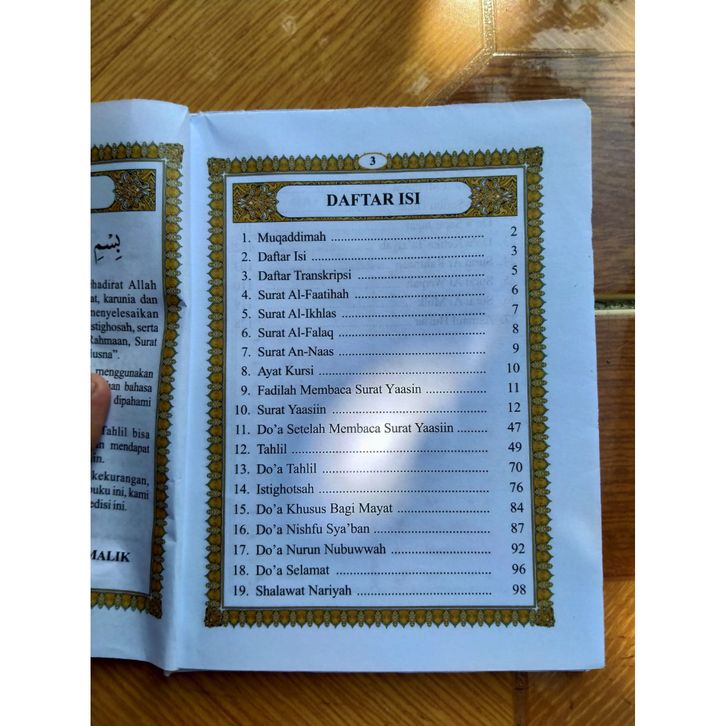 بِسْمِ
ehadirat Allah
at, karunia dan
menyelesaikan
stighosah, serta
Rahmaan, Surat
usna".
menggunakan
an bahasa
dipahami
Tahlil bisa
n mendapat
in.
kekurangan,
buku ini, kami
edisi ini.
MALIK
3
DAFTAR ISI
1. Muqaddimah .................................................. 2
2. Daftar Isi ........................................................ 3
3. Daftar Transkripsi ........................................... 5
4. Surat Al-Faatihah ............................................ 6
5. Surat Al-Ikhlas ................................................ 7
6. Surat Al-Falaq ................................................. 8
7. Surat An-Naas ................................................. 9
8. Ayat Kursi ....................................................... 10
9. Fadilah Membaca Surat Yaasin ...................... 11
10. Surat Yaasiin ................................................. 12
11. Do'a Setelah Membaca Surat Yaasiin ........ 47
12. Tahlil ............................................................. 49
13. Do'a Tahlil ..................................................... 70
14. Istighotsah ..................................................... 76
15. Do'a Khusus Bagi Mayat ............................. 84
16. Do'a Nishfu Sya'ban ..................................... 87
17. Do'a Nurun Nubuwwah ................................ 92
18. Do'a Selamat ................................................. 96
19. Shalawat Nariyah .......................................... 98